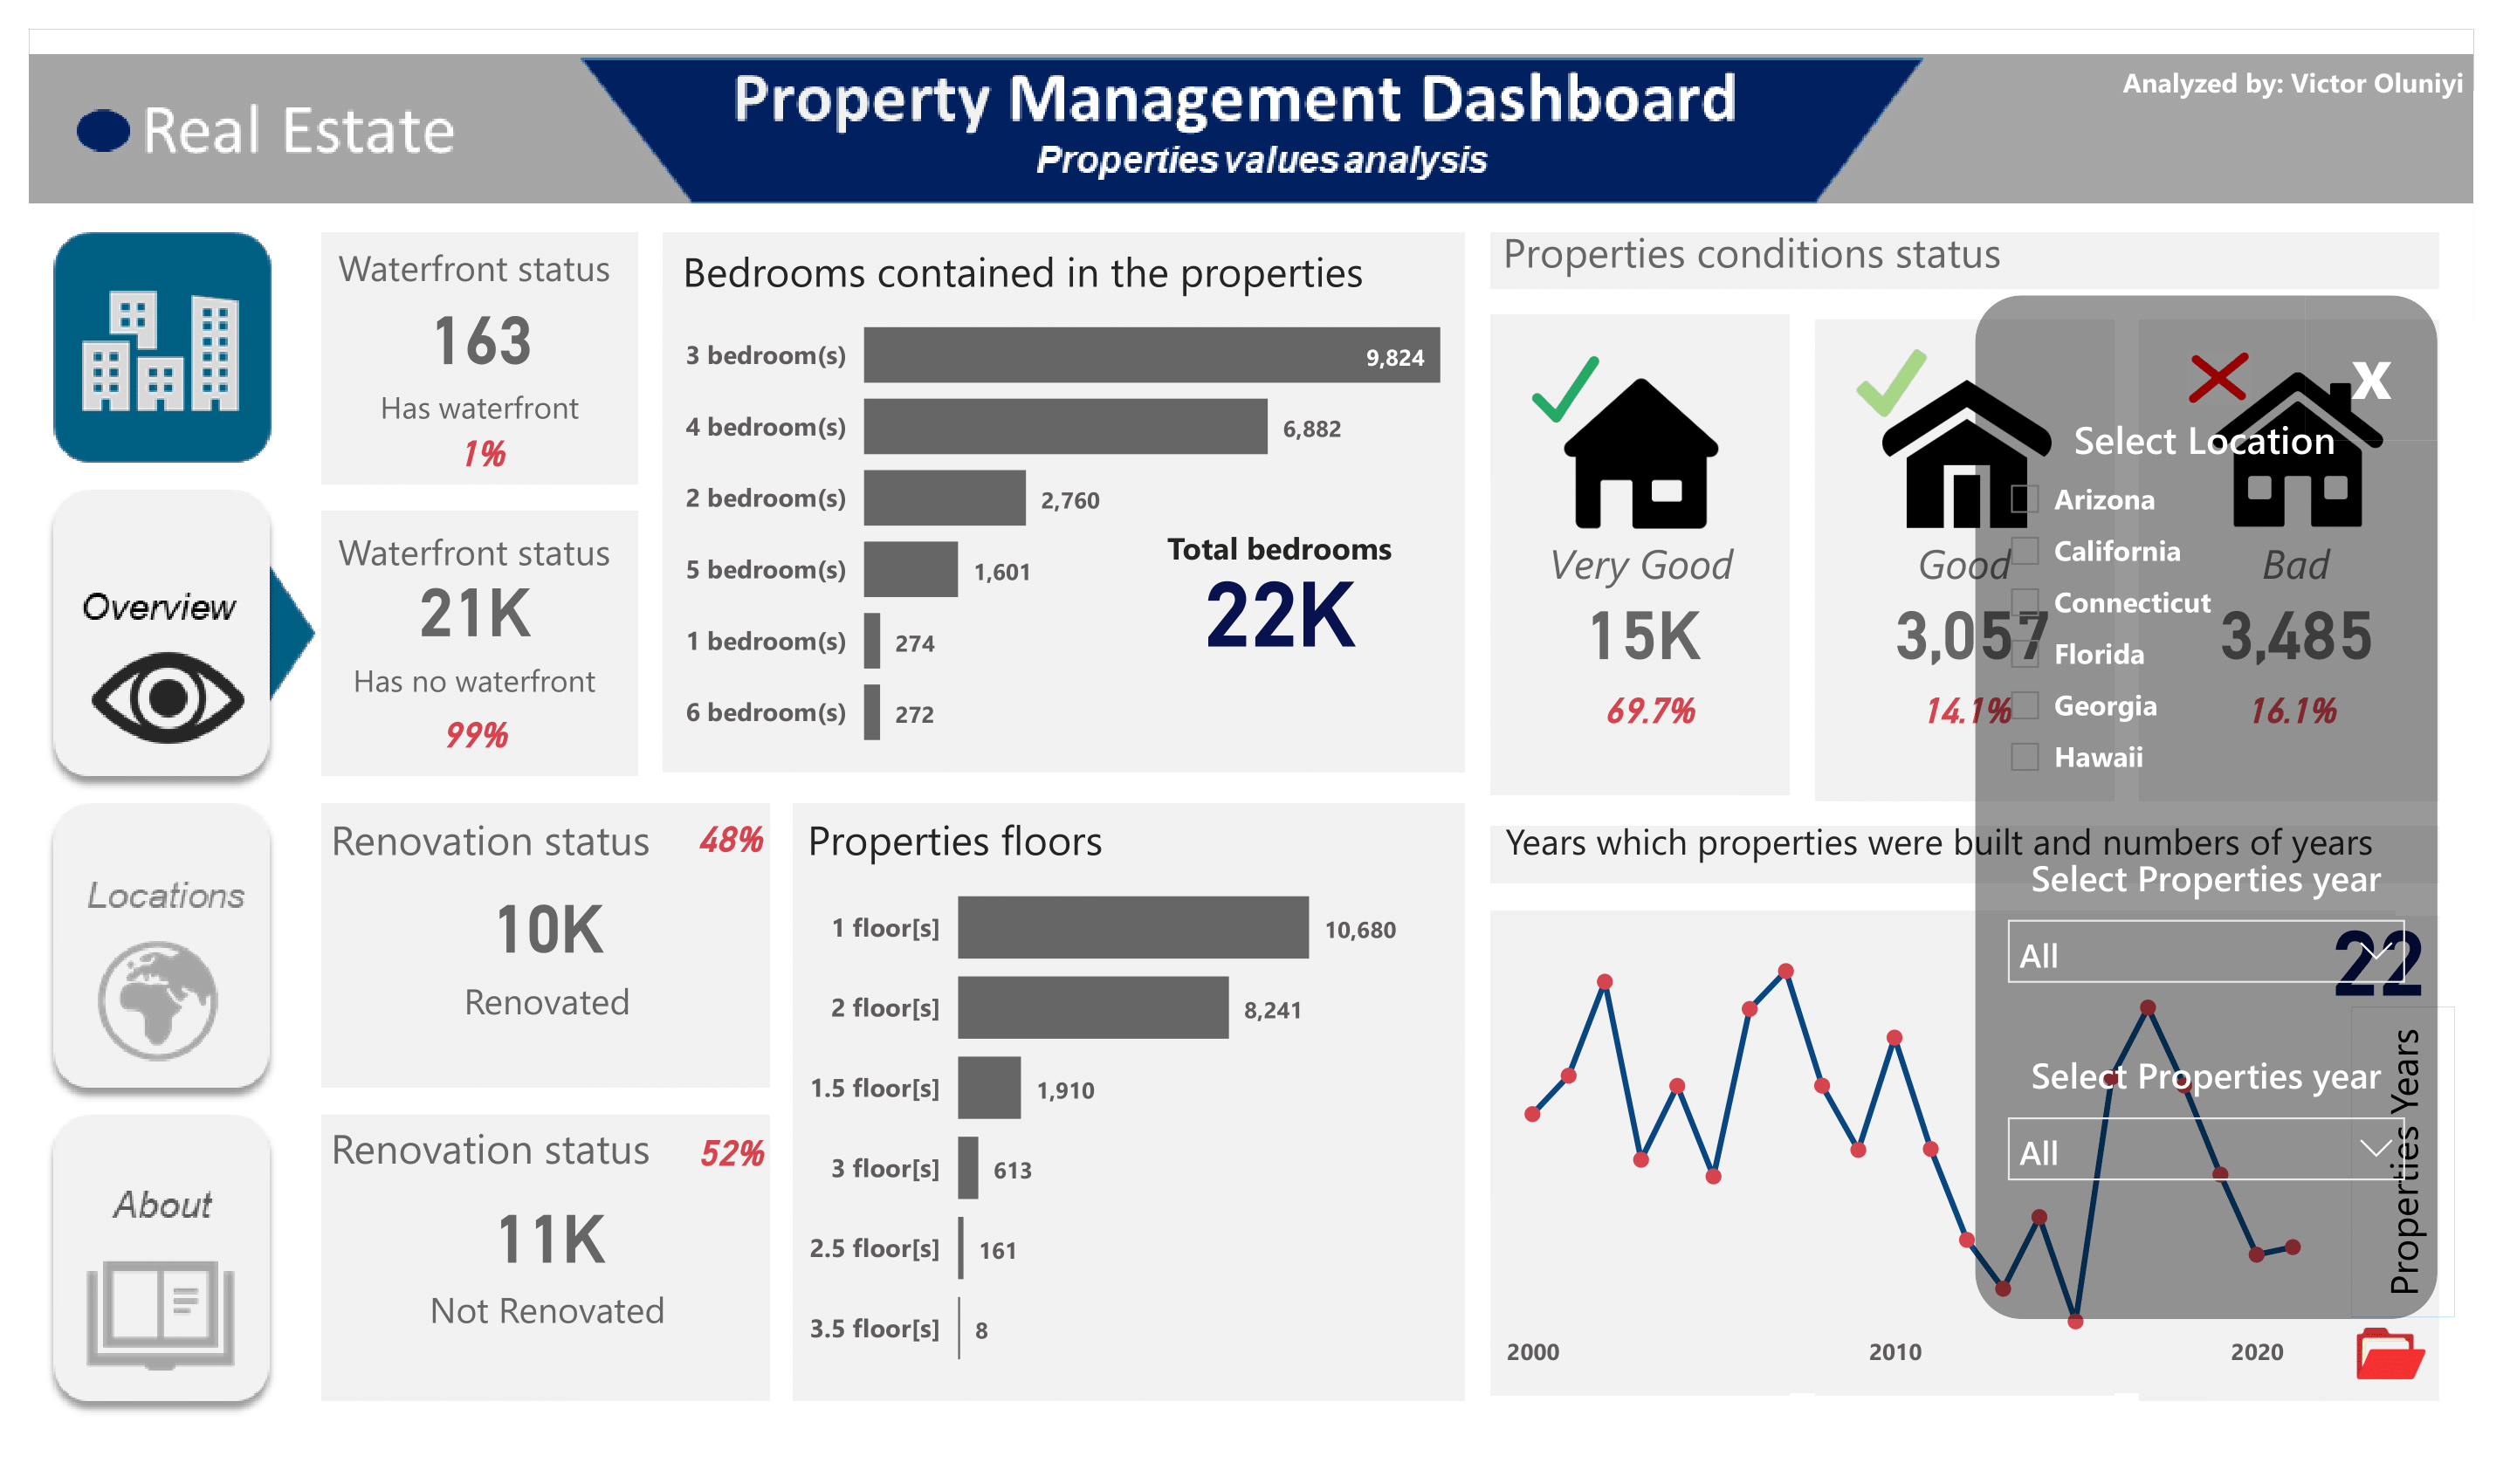 Real Estate
Property Management Dashboard
Properties values analysis
Analyzed by: Victor Oluniyi
Overview
Locations
About
Waterfront status
163
Has waterfront
1%
Waterfront status
21K
Has no waterfront
99%
Bedrooms contained in the properties
3 bedroom(s) 9,824
4 bedroom(s) 6,882
2 bedroom(s) 2,760
5 bedroom(s) 1,601
1 bedroom(s) 274
6 bedroom(s) 272
Total bedrooms
22K
Properties conditions status
Very Good
15K
69.7%
Good
3,057
14.1%
Bad
3,485
16.1%
X
Select Location
Arizona
California
Connecticut
Florida
Georgia
Hawaii
Renovation status 48%
10K
Renovated
Renovation status 52%
11K
Not Renovated
Properties floors
1 floor[s] 10,680
2 floor[s] 8,241
1.5 floor[s] 1,910
3 floor[s] 613
2.5 floor[s] 161
3.5 floor[s] 8
Years which properties were built and numbers of years
Select Properties year
All
22
Select Properties year
All
Properties Years
2000 2010 2020